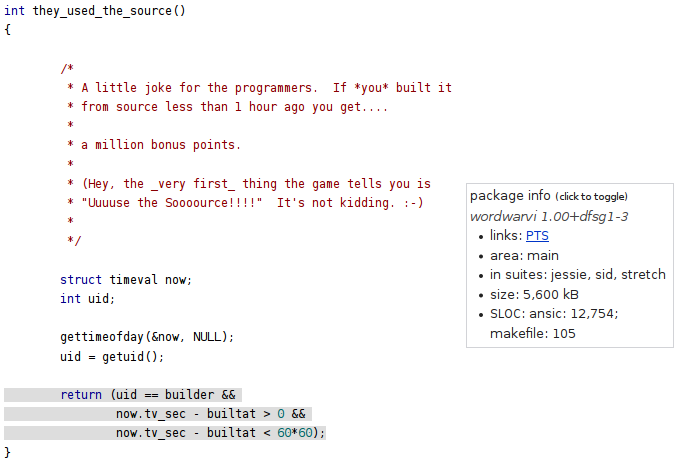 int they_used_the_source()
{
/*
* A little joke for the programmers.  If *you* built it
* from source less than 1 hour ago you get....
*
* a million bonus points.
*
* (Hey, the _very first_ thing the game tells you is
* "Uuuuse the Soooource!!!!"  It's not kidding. :-)
*
*/
struct timeval now;
int uid;
gettimeofday(&now, NULL);
uid = getuid();
return (uid == builder &&
now.tv_sec - builtat > 0 &&
now.tv_sec - builtat < 60*60);
}
package info (click to toggle)
wordwarvi 1.00+dfsg1-3
• links: PTS
• area: main
• in suites: jessie, sid, stretch
• size: 5,600 kB
• SLOC: ansic: 12,754;
makefile: 105